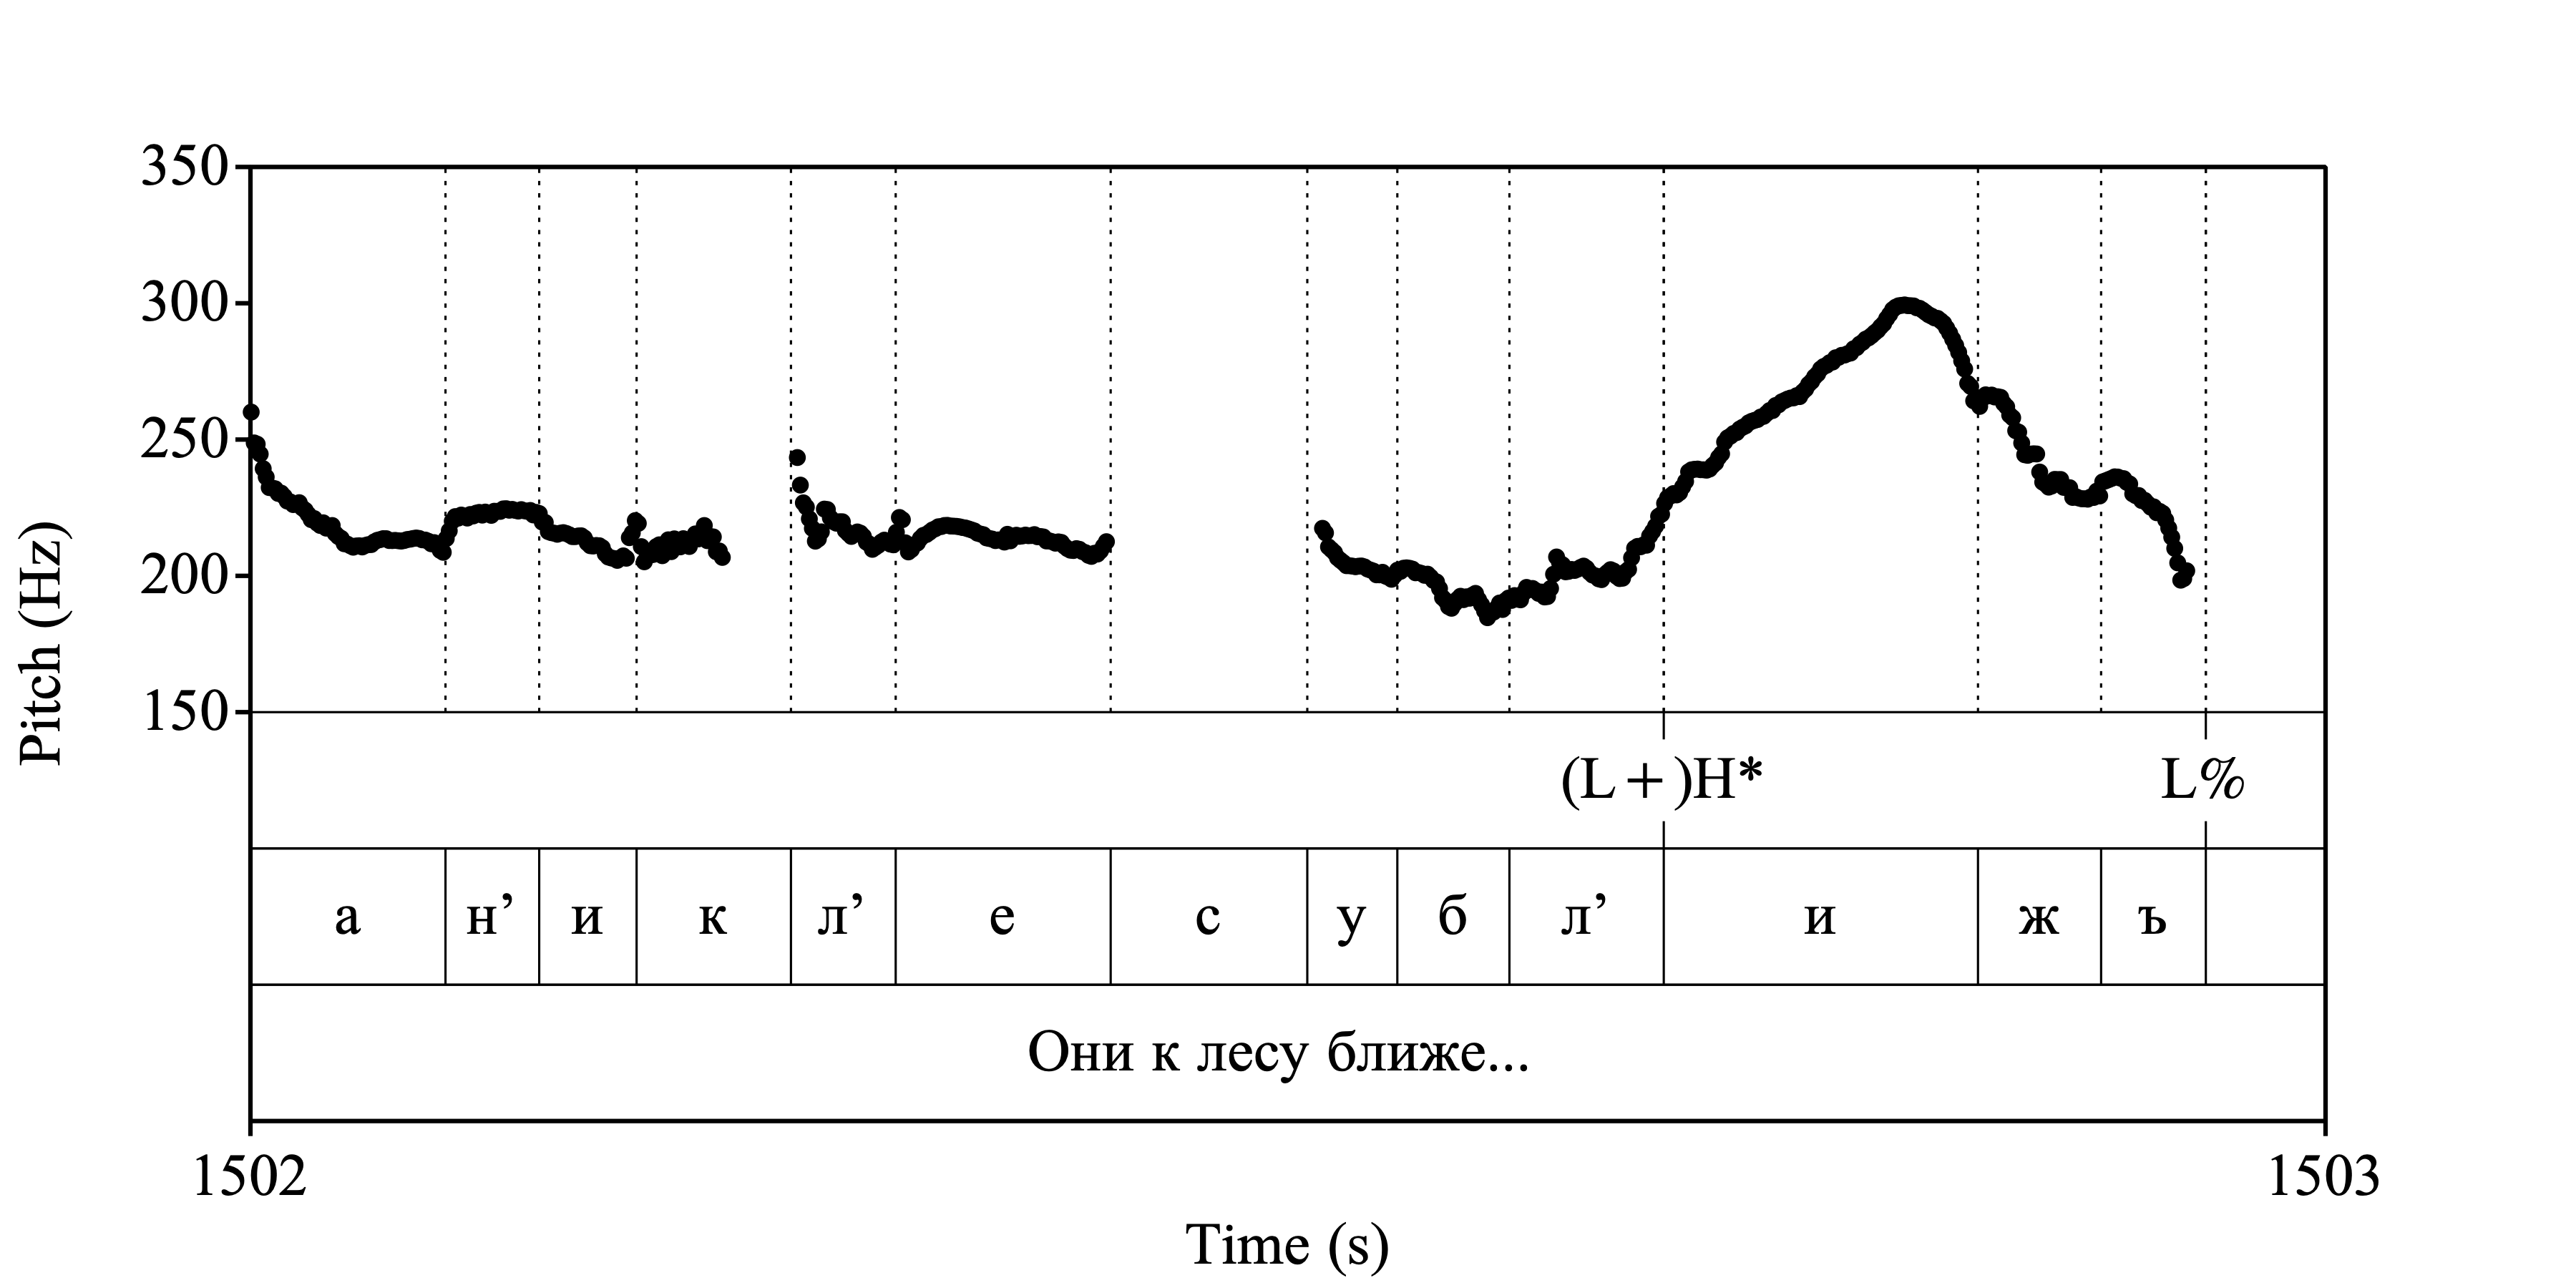 350
300
250
200
150
Pitch (Hz)
(L+)H* L%
а н’ и к л’ е с у б л’ и ж ъ
Они к лесу ближе...
1502 1503
Time (s)